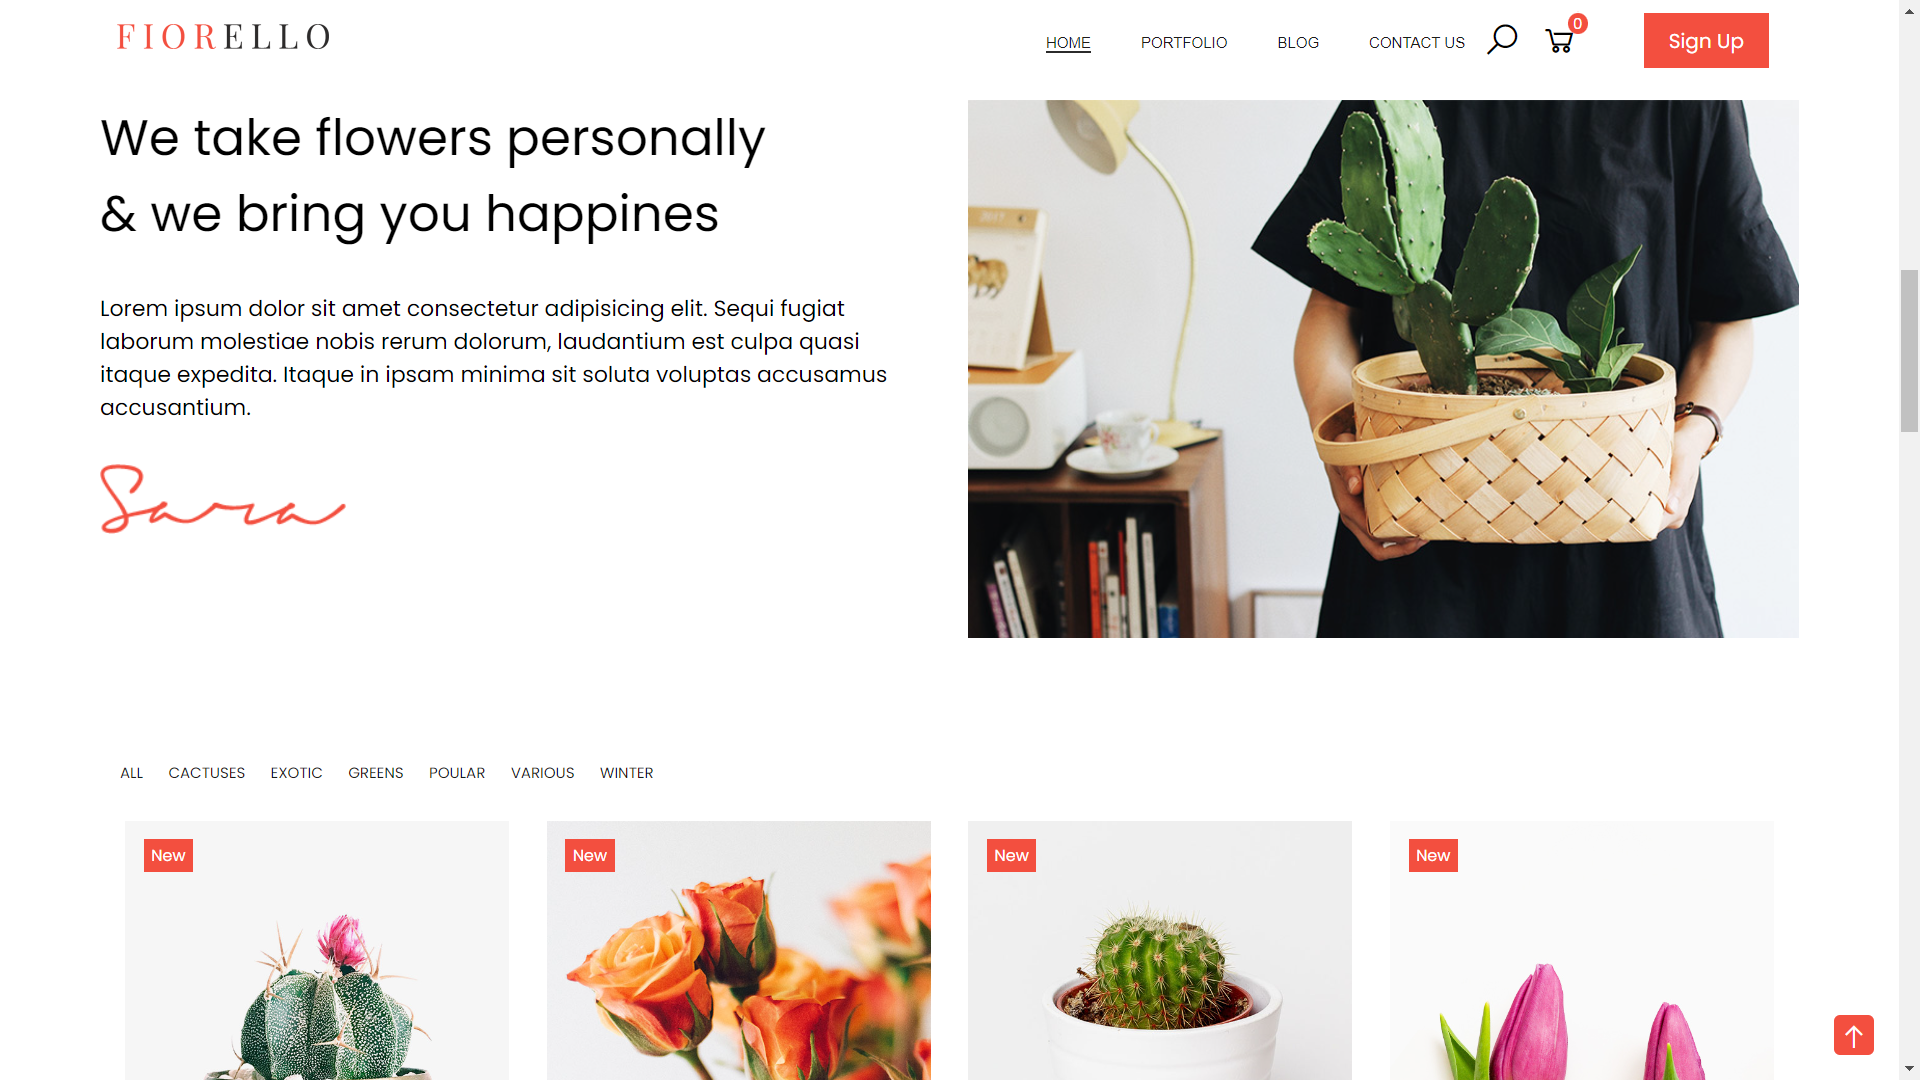 FIORELLO
HOME PORTFOLIO BLOG CONTACT US 0 Sign Up
We take flowers personally
& we bring you happines
Lorem ipsum dolor sit amet consectetur adipisicing elit. Sequi fugiat
laborum molestiae nobis rerum dolorum, laudantium est culpa quasi
itaque expedita. Itaque in ipsam minima sit soluta voluptas accusamus
accusantium.
Sara
2017
ALL CACTUSES EXOTIC GREENS POULAR VARIOUS WINTER
New New New New